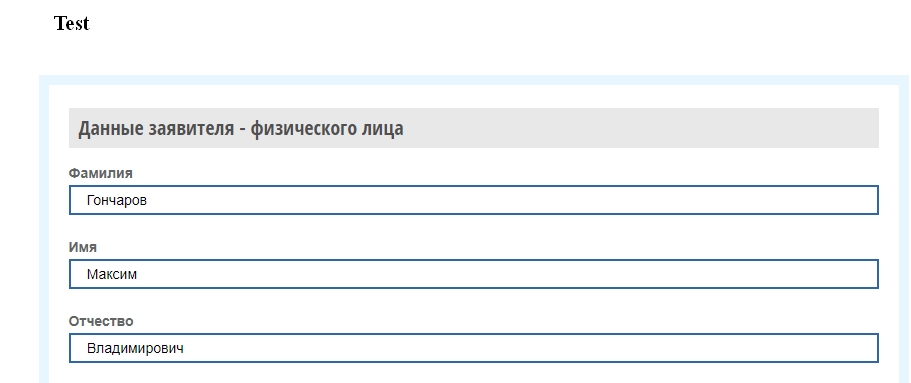 Test
Данные заявителя - физического лица
Фамилия
Гончаров
Имя
Максим
Отчество
Владимирович